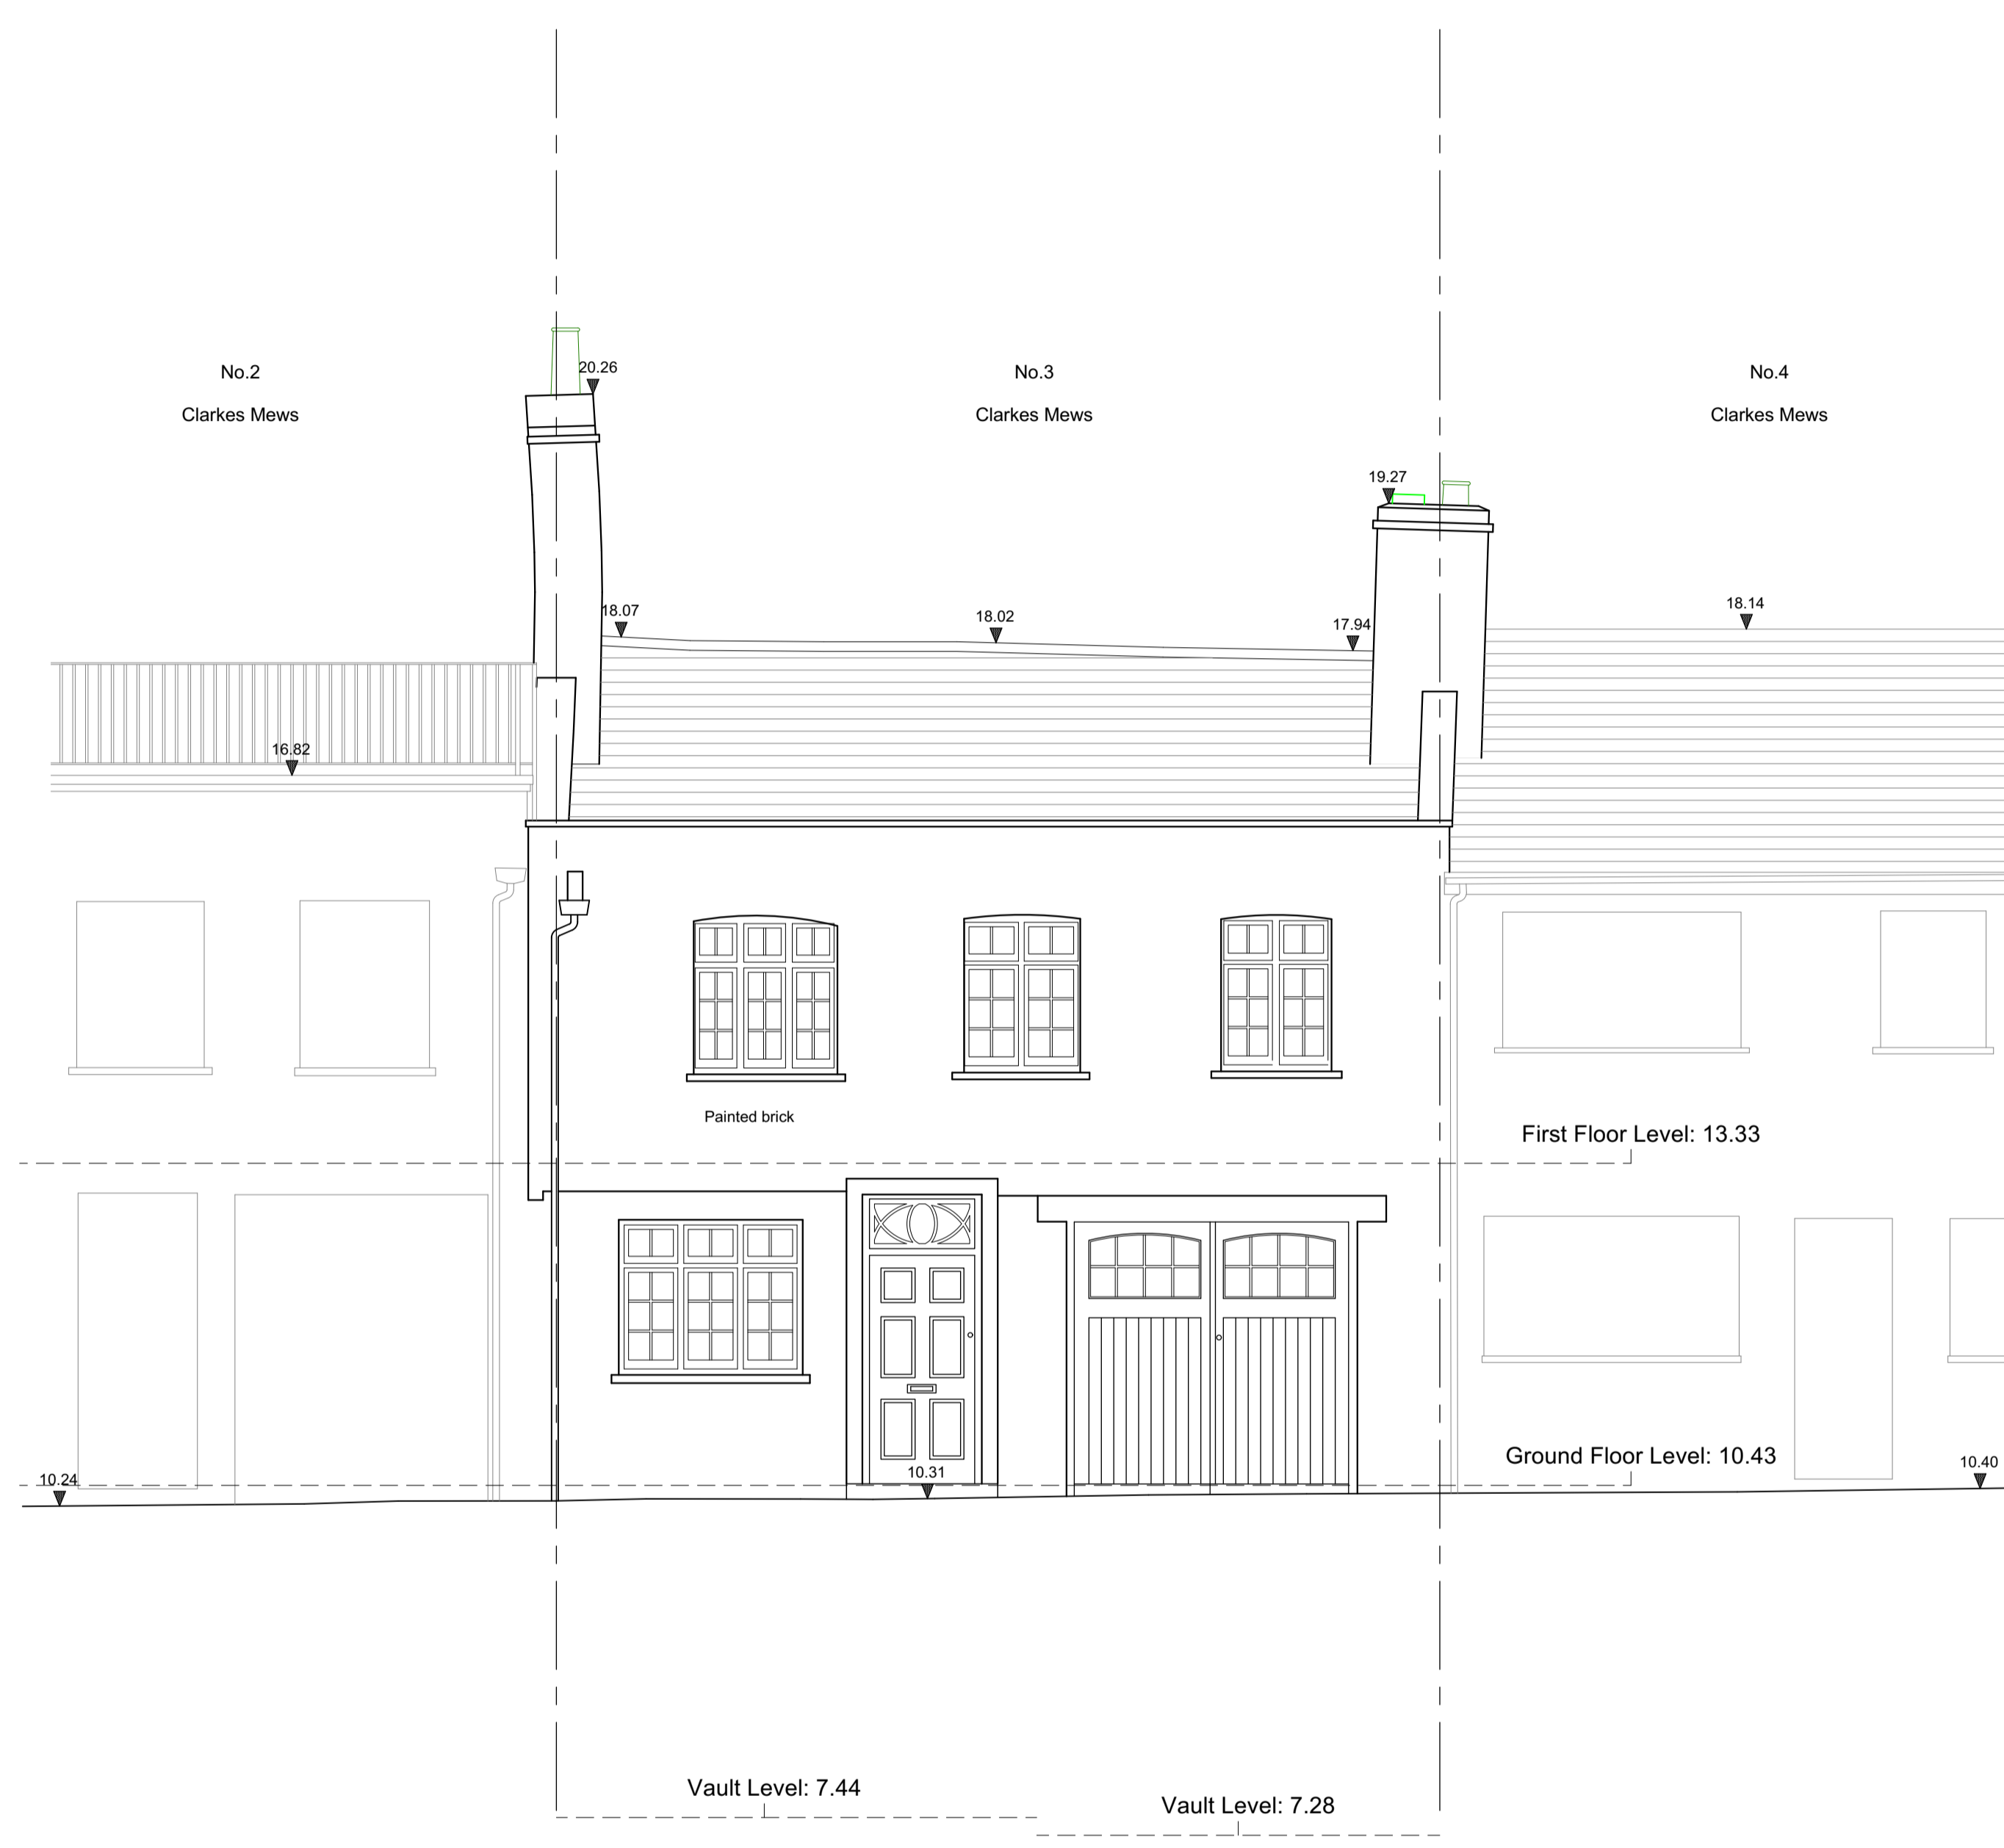 No.2
Clarkes Mews
No.3
Clarkes Mews
No.4
Clarkes Mews
20.26
19.27
18.07
18.02
17.94
18.14
16.82
Painted brick
First Floor Level: 13.33
Ground Floor Level: 10.43
10.24
10.31
10.40
Vault Level: 7.44
Vault Level: 7.28